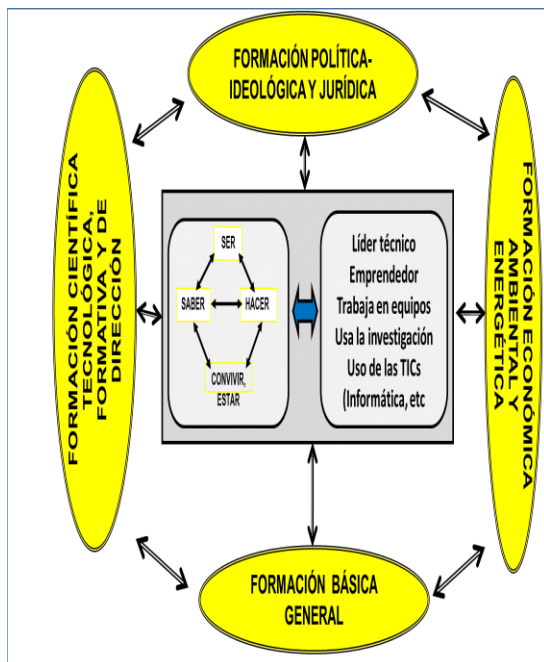 FORMACIÓN POLÍTICA-
IDEOLÓGICA Y JURÍDICA
FORMACIÓN CIENTÍFICA
TECNOLÓGICA,
FORMATIVA Y DE
DIRECCIÓN
SER
SABER
HACER
CONVIVIR,
ESTAR
Líder técnico
Emprendedor
Trabaja en equipos
Usa la investigación
Uso de las TICs
(Informática, etc
FORMACIÓN ECONÓMICA
AMBIENTAL Y
ENERGÉTICA
FORMACIÓN BÁSICA
GENERAL